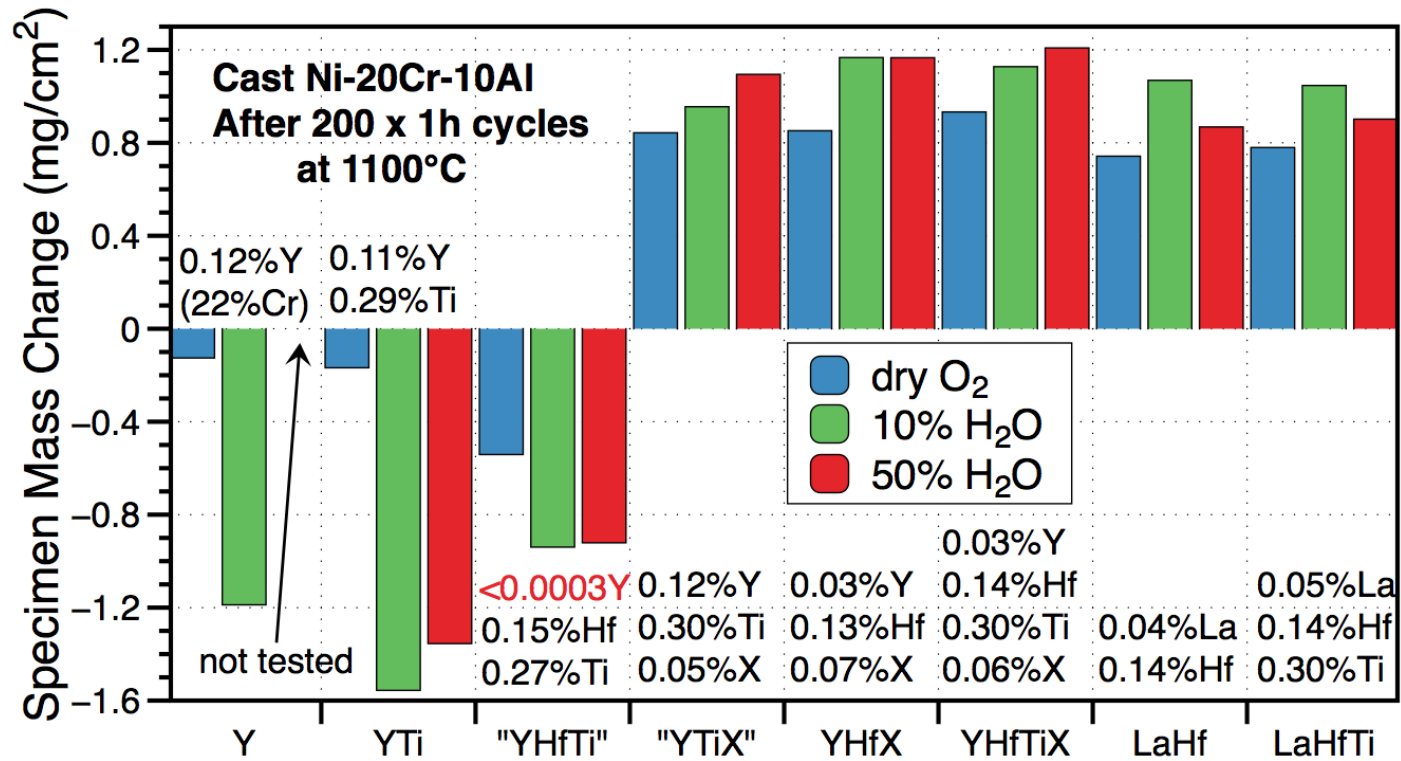 Specimen Mass Change (mg/cm²)
1.2
0.8
0.4
0
−0.4
−0.8
−1.2
−1.6
Cast Ni-20Cr-10Al
After 200 x 1h cycles
at 1100°C
0.12%Y
(22%Cr)
0.11%Y
0.29%Ti
not tested
dry O₂
10% H₂O
50% H₂O
<0.0003Y
0.15%Hf
0.27%Ti
0.12%Y
0.30%Ti
0.05%X
0.03%Y
0.13%Hf
0.07%X
0.03%Y
0.14%Hf
0.30%Ti
0.06%X
0.04%La
0.14%Hf
0.05%La
0.14%Hf
0.30%Ti
Y
YTi
"YHfTi"
"YTiX"
YHfX
YHfTiX
LaHf
LaHfTi